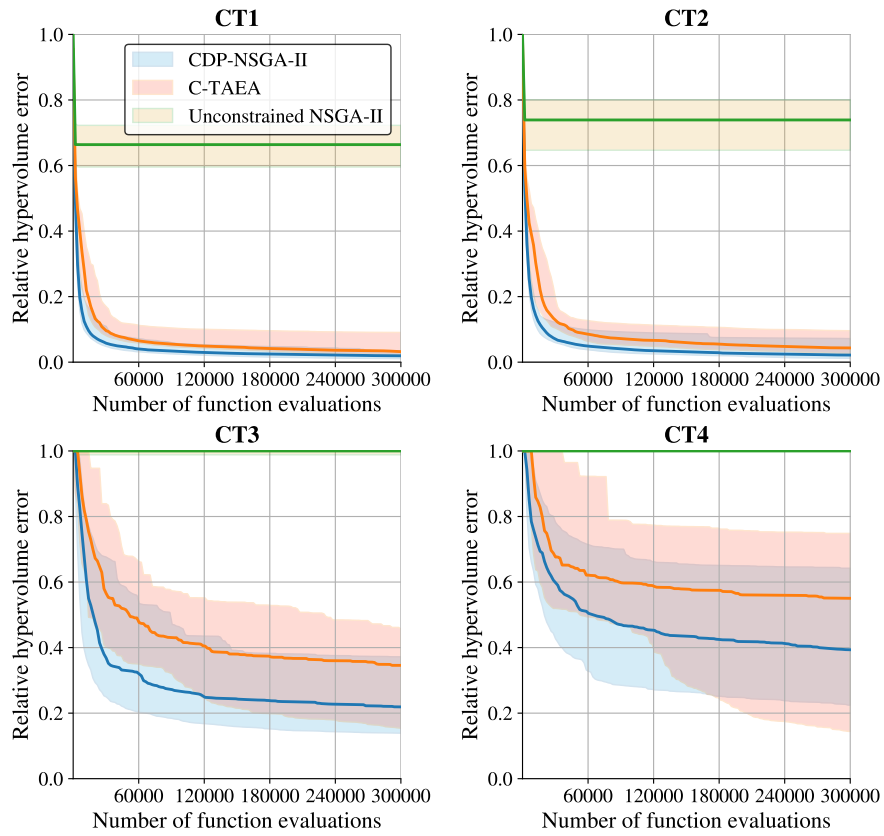 CT1
CT2
1.0
0.8
0.6
0.4
0.2
0.0
Relative hypervolume error
CDP-NSGA-II
C-TAEA
Unconstrained NSGA-II
60000 120000 180000 240000 300000
Number of function evaluations
1.0
0.8
0.6
0.4
0.2
0.0
Relative hypervolume error
60000 120000 180000 240000 300000
Number of function evaluations
CT3
CT4
1.0
0.8
0.6
0.4
0.2
0.0
Relative hypervolume error
60000 120000 180000 240000 300000
Number of function evaluations
1.0
0.8
0.6
0.4
0.2
0.0
Relative hypervolume error
60000 120000 180000 240000 300000
Number of function evaluations